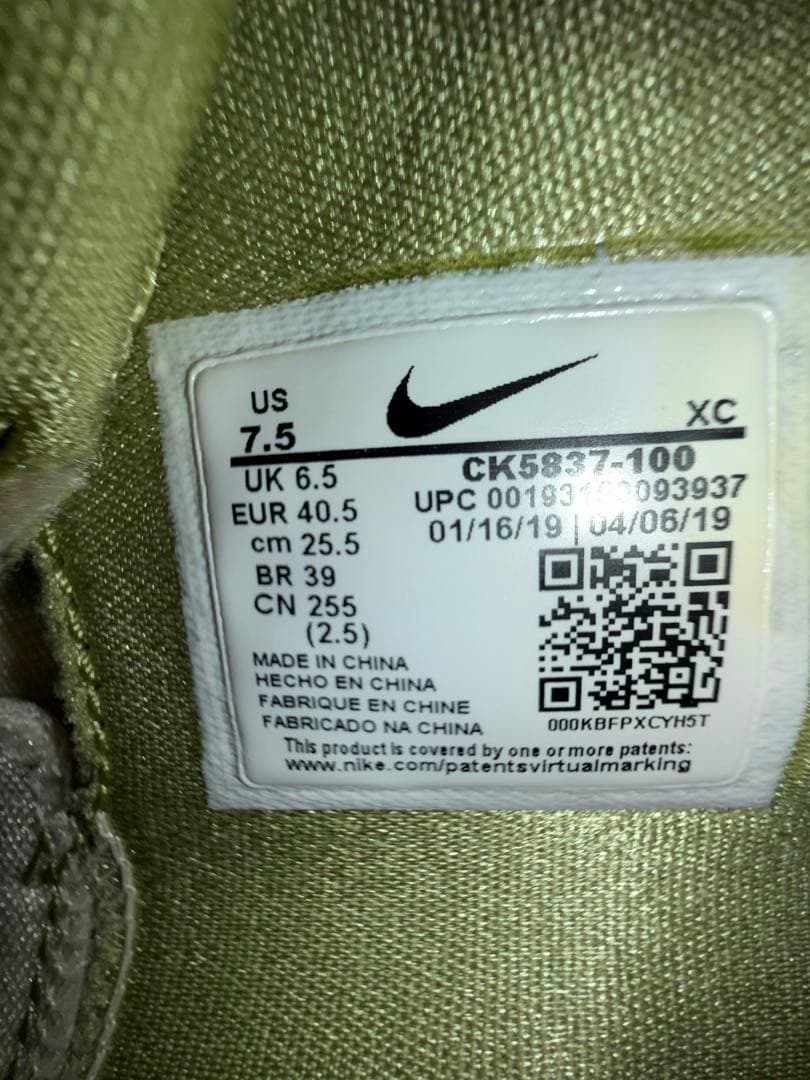 US
7.5
XC
UK 6.5
EUR 40.5
cm 25.5
BR 39
CN 255
(2.5)
CK5837-100
UPC
01/16/19 | 04/06/19
MADE IN CHINA
HECHO EN CHINA
FABRIQUE EN CHINE
FABRICADO NA CHINA
000KBFPXCYH5T
This product is covered by one or more patents:
www.nike.com/patentsvirtualmarking